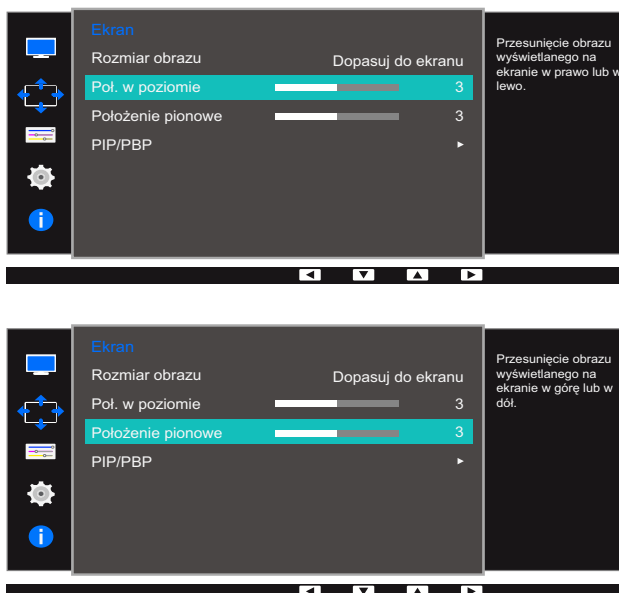 Ekran
Rozmiar obrazu Dopasuj do ekranu
Poł. w poziomie 3
Położenie pionowe 3
PIP/PBP
Przesunięcie obrazu
wyświetlanego na
ekranie w prawo lub w
lewo.
Ekran
Rozmiar obrazu Dopasuj do ekranu
Poł. w poziomie 3
Położenie pionowe 3
PIP/PBP
Przesunięcie obrazu
wyświetlanego na
ekranie w górę lub w
dół.